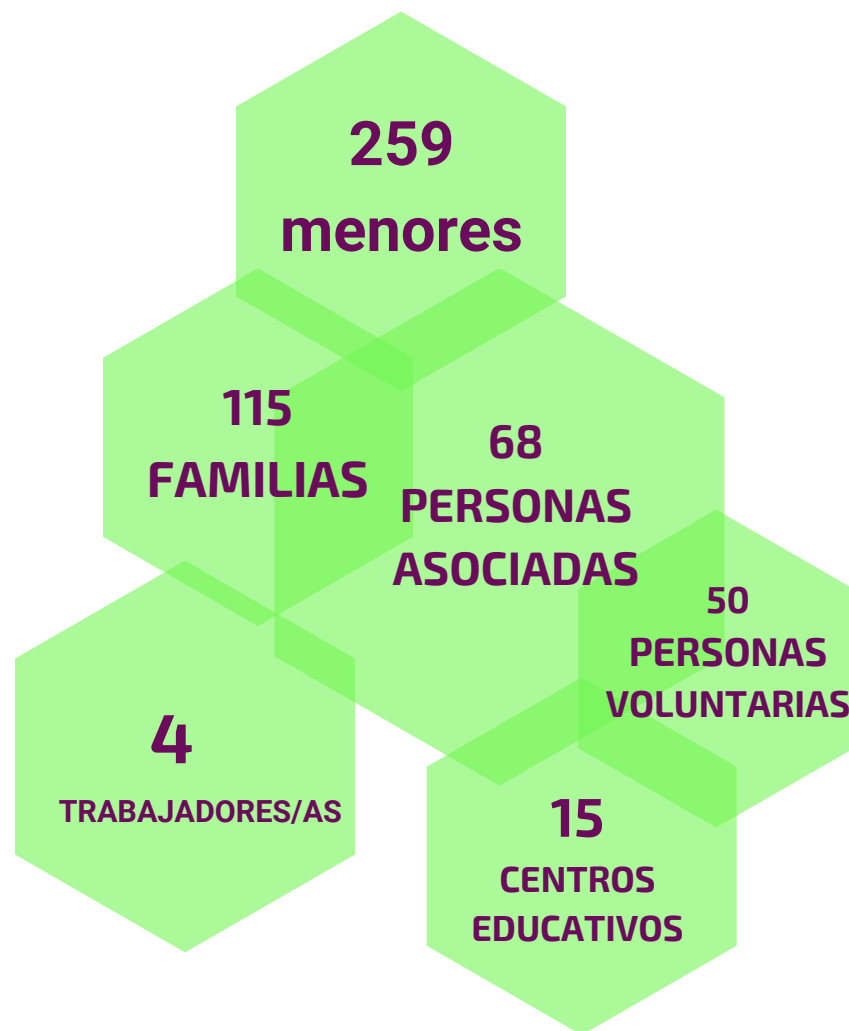 259
menores
115
FAMILIAS
68
PERSONAS
ASOCIADAS
50
PERSONAS
VOLUNTARIAS
4
TRABAJADORES/AS
15
CENTROS
EDUCATIVOS